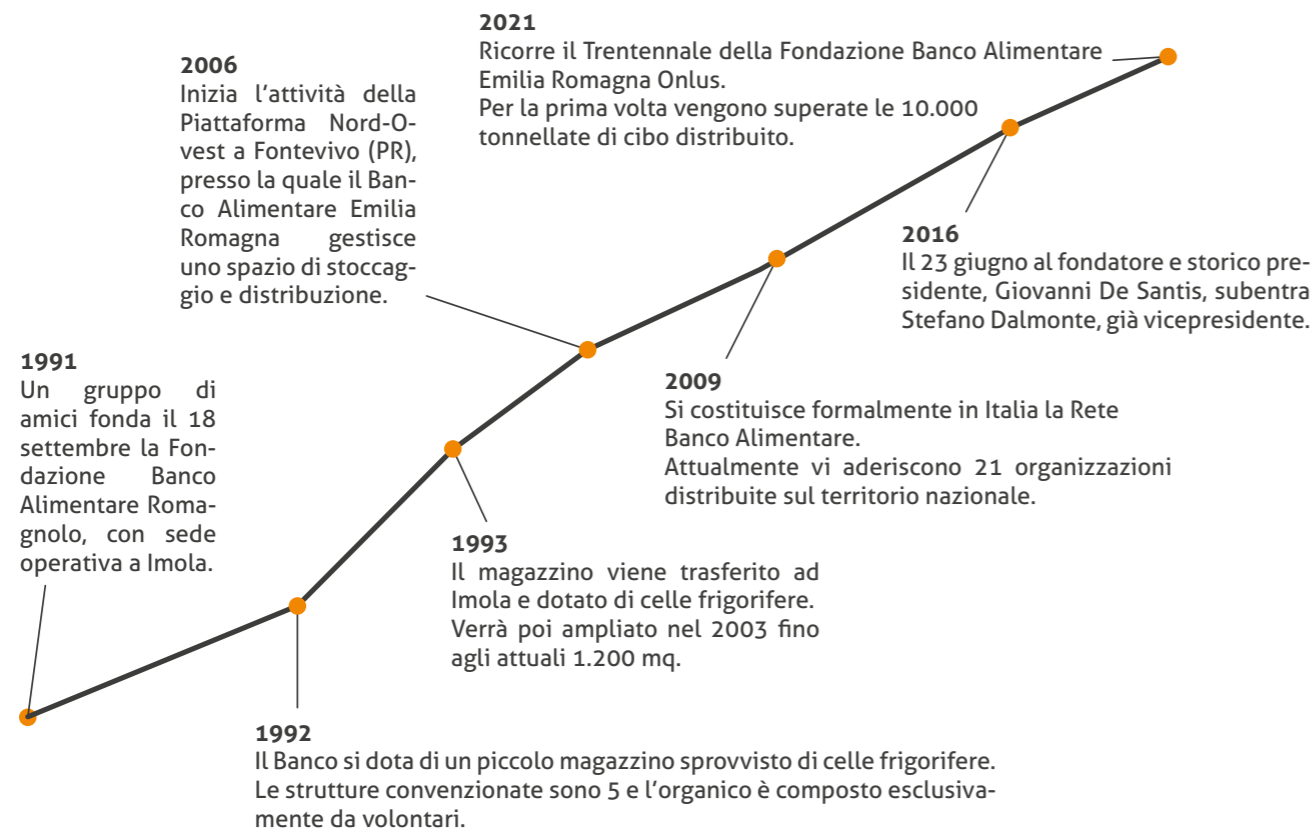 1991
Un gruppo di
amici fonda il 18
settembre la Fon-
dazione Banco
Alimentare Roma-
gnolo, con sede
operativa a Imola.
1992
Il Banco si dota di un piccolo magazzino sprovvisto di celle frigorifere.
Le strutture convenzionate sono 5 e l'organico è composto esclusiva-
mente da volontari.
1993
Il magazzino viene trasferito ad
Imola e dotato di celle frigorifere.
Verrà poi ampliato nel 2003 fino
agli attuali 1.200 mq.
2006
Inizia l'attività della
Piattaforma Nord-O-
vest a Fontevivo (PR),
presso la quale il Ban-
co Alimentare Emilia
Romagna gestisce
uno spazio di stoccag-
gio e distribuzione.
2009
Si costituisce formalmente in Italia la Rete
Banco Alimentare.
Attualmente vi aderiscono 21 organizzazioni
distribuite sul territorio nazionale.
2016
Il 23 giugno al fondatore e storico pre-
sidente, Giovanni De Santis, subentra
Stefano Dalmonte, già vicepresidente.
2021
Ricorre il Trentennale della Fondazione Banco Alimentare
Emilia Romagna Onlus.
Per la prima volta vengono superate le 10.000
tonnellate di cibo distribuito.